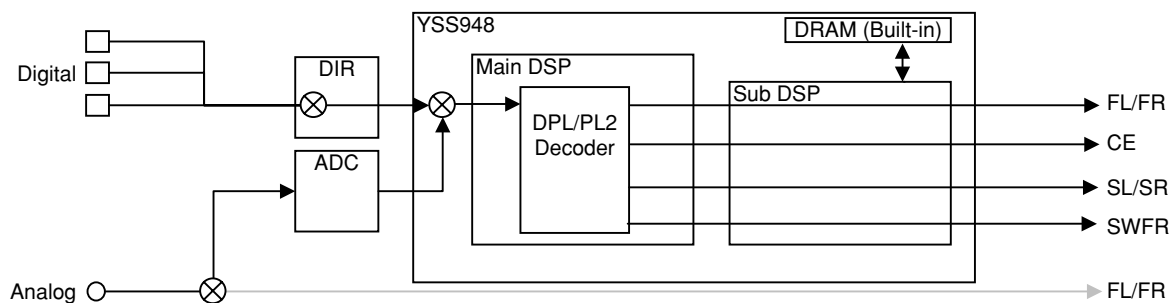 YSS948
DRAM (Built-in)
Digital
DIR
Main DSP
Sub DSP
DPL/PL2
Decoder
FL/FR
CE
ADC
SL/SR
SWFR
Analog
FL/FR